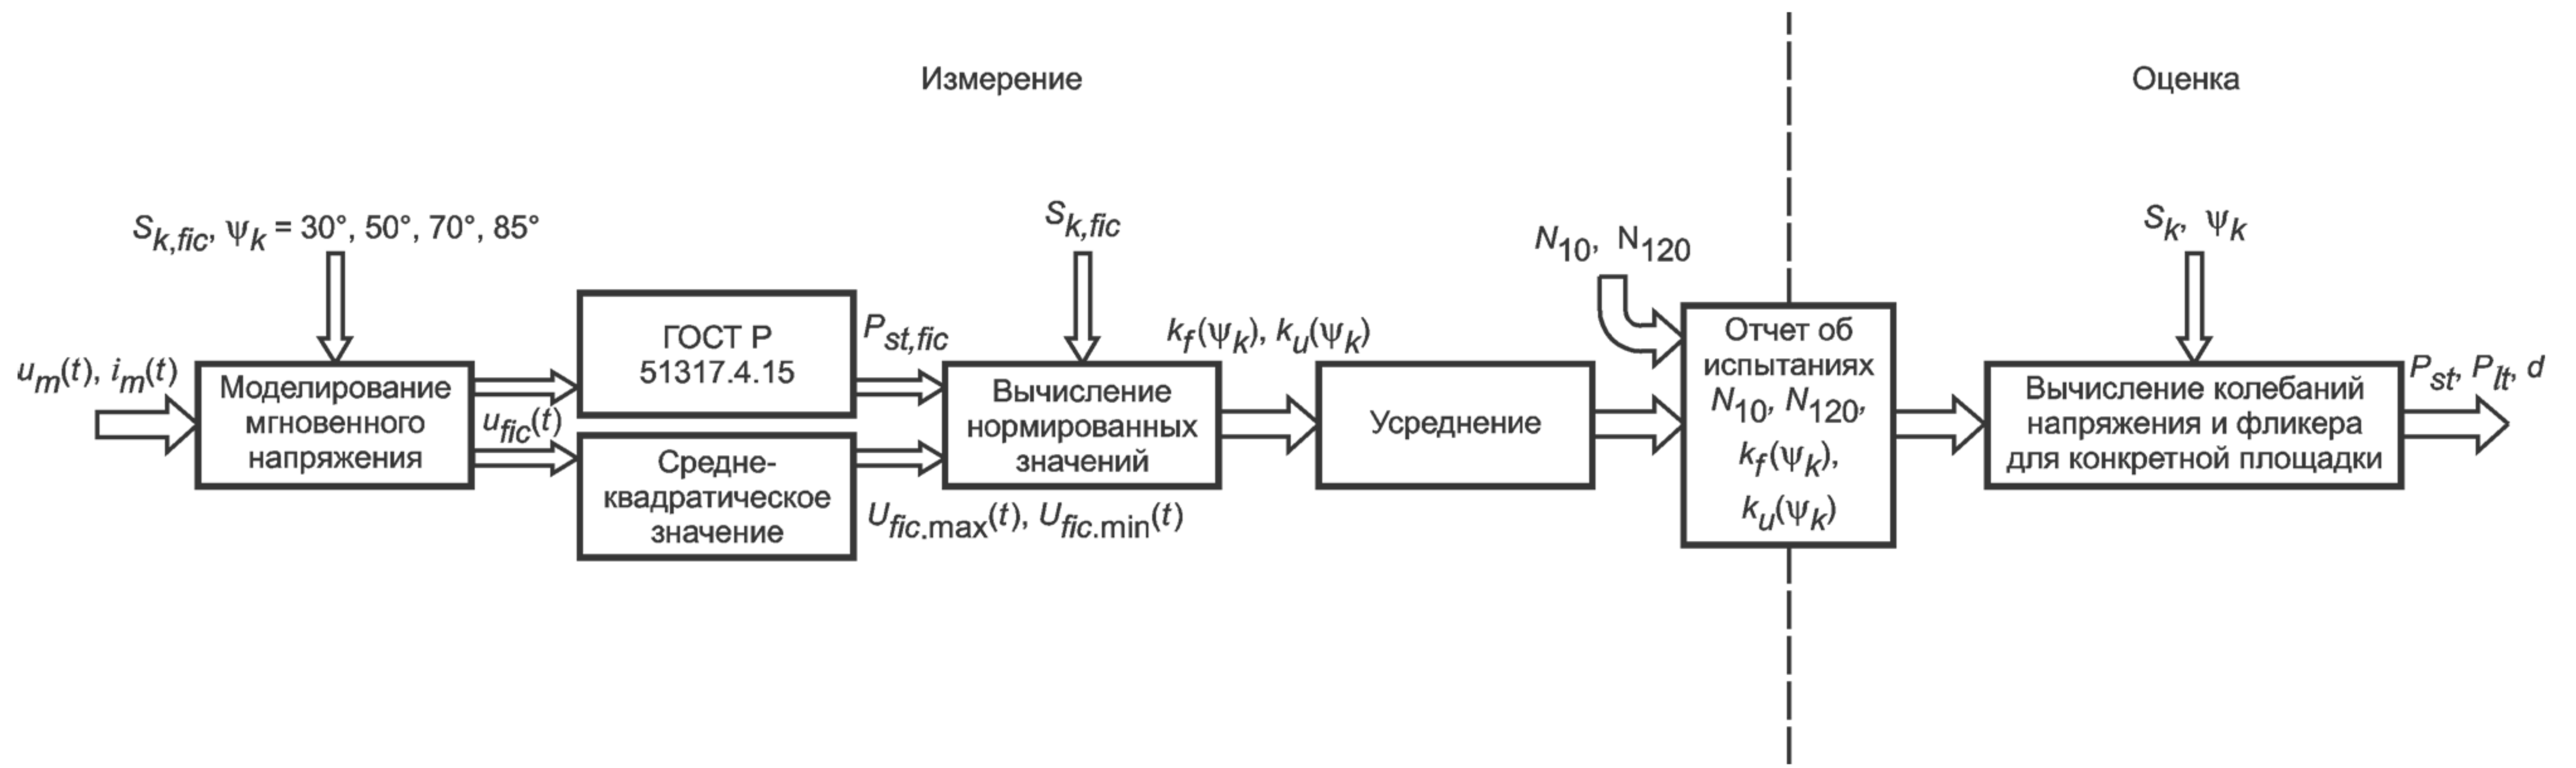 Измерение
Оценка
S_k,fic, ψ_k = 30°, 50°, 70°, 85°
S_k,fic
N_10, N_120
S_k, ψ_k
u_m(t), i_m(t)
Моделирование
мгновенного
напряжения
u_fic(t)
ГОСТ Р
51317.4.15
Средне-
квадратическое
значение
P_st,fic
U_fic.max(t), U_fic.min(t)
Вычисление
нормированных
значений
k_f(ψ_k), k_u(ψ_k)
Усреднение
Отчет об
испытаниях
N_10, N_120,
k_f(ψ_k),
k_u(ψ_k)
Вычисление колебаний
напряжения и фликера
для конкретной площадки
P_st, P_lt, d